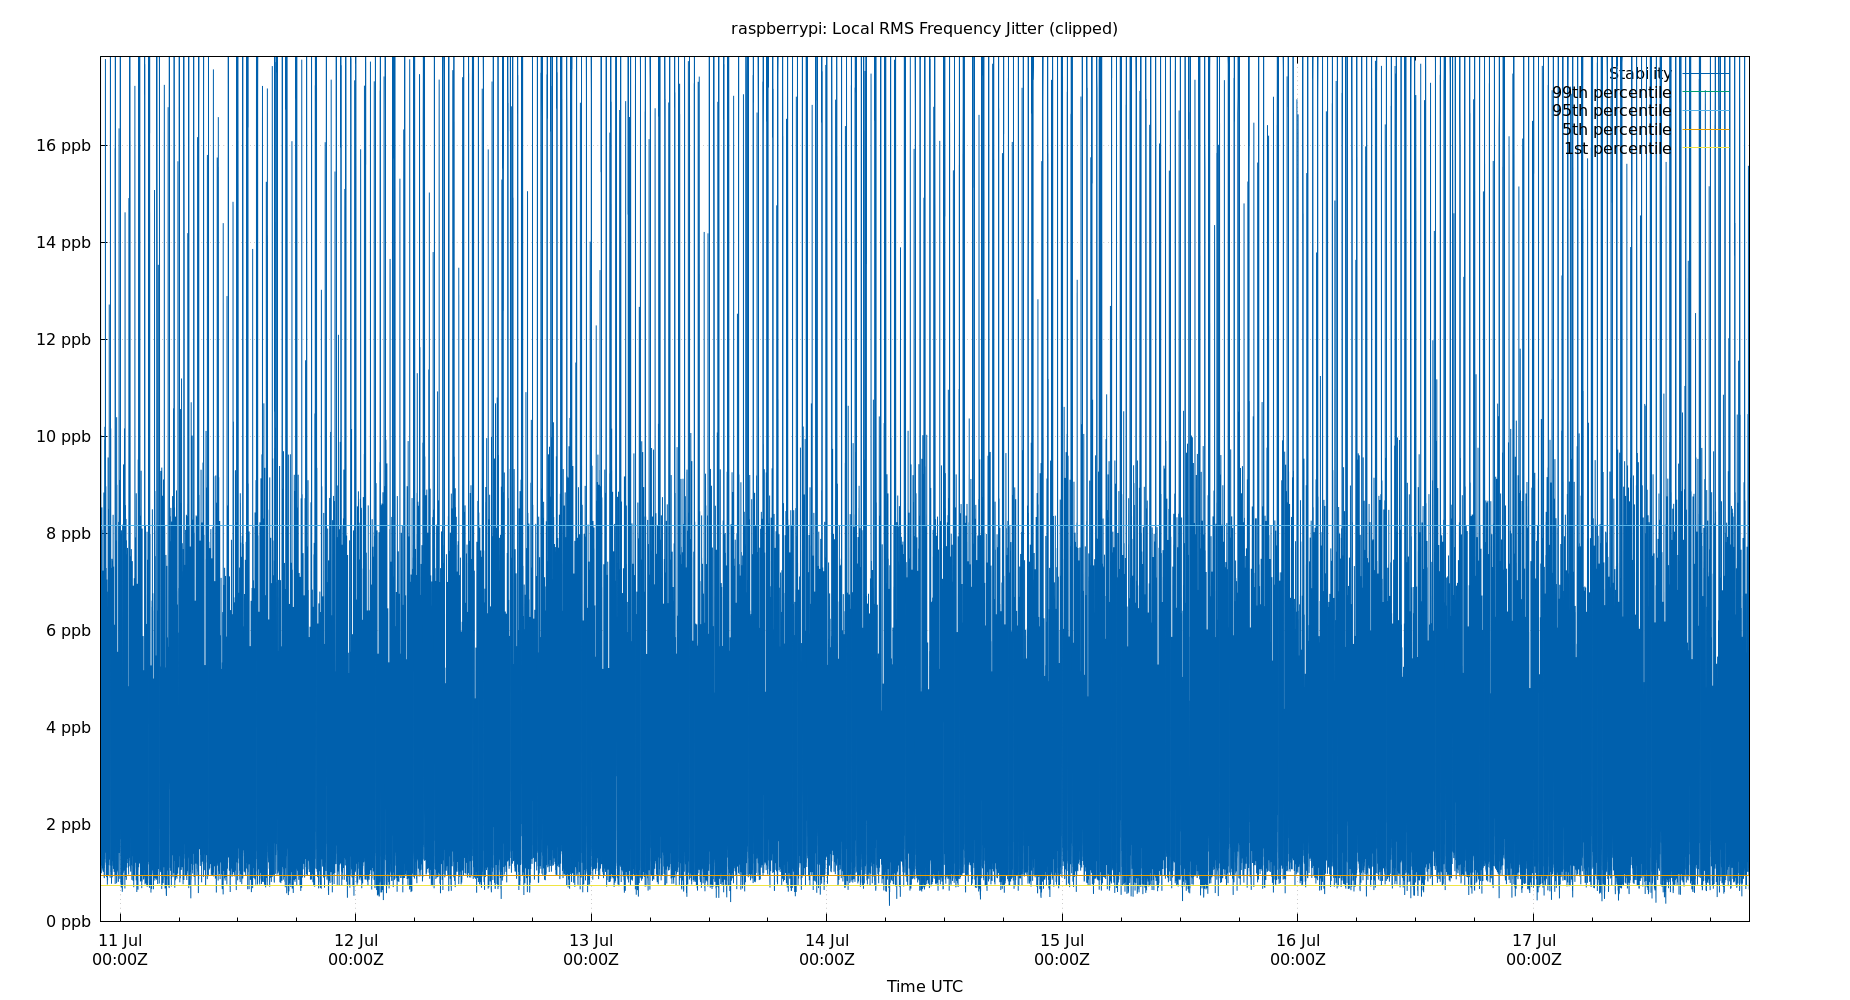 raspberrypi: Local RMS Frequency Jitter (clipped)
Stability
99th percentile
95th percentile
5th percentile
1st percentile
16 ppb
14 ppb
12 ppb
10 ppb
8 ppb
6 ppb
4 ppb
2 ppb
0 ppb
11 Jul 12 Jul 13 Jul 14 Jul 15 Jul 16 Jul 17 Jul
00:00Z 00:00Z 00:00Z 00:00Z 00:00Z 00:00Z 00:00Z
Time UTC